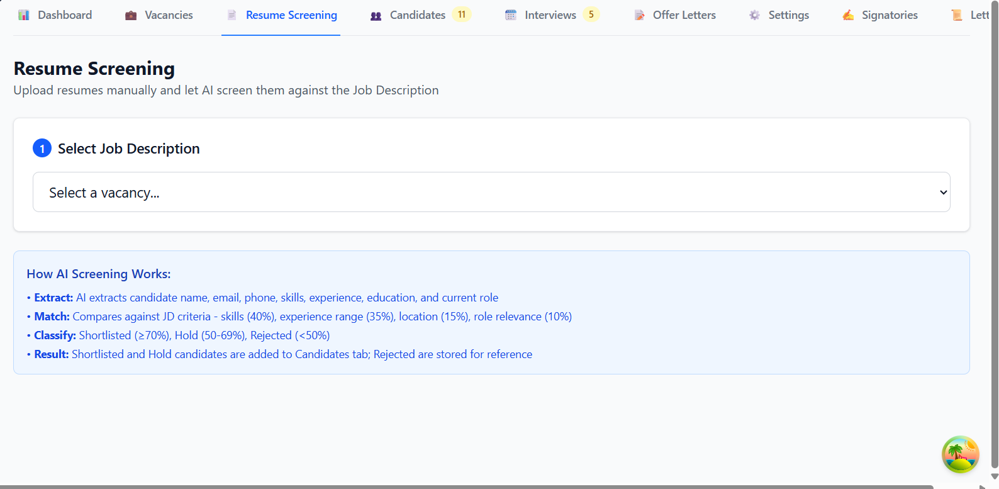 Dashboard Vacancies Resume Screening Candidates 11 Interviews 5 Offer Letters Settings Signatories Lett
Resume Screening
Upload resumes manually and let AI screen them against the Job Description
1 Select Job Description
Select a vacancy...
How AI Screening Works:
• Extract: AI extracts candidate name, email, phone, skills, experience, education, and current role
• Match: Compares against JD criteria - skills (40%), experience range (35%), location (15%), role relevance (10%)
• Classify: Shortlisted (≥70%), Hold (50-69%), Rejected (<50%)
• Result: Shortlisted and Hold candidates are added to Candidates tab; Rejected are stored for reference